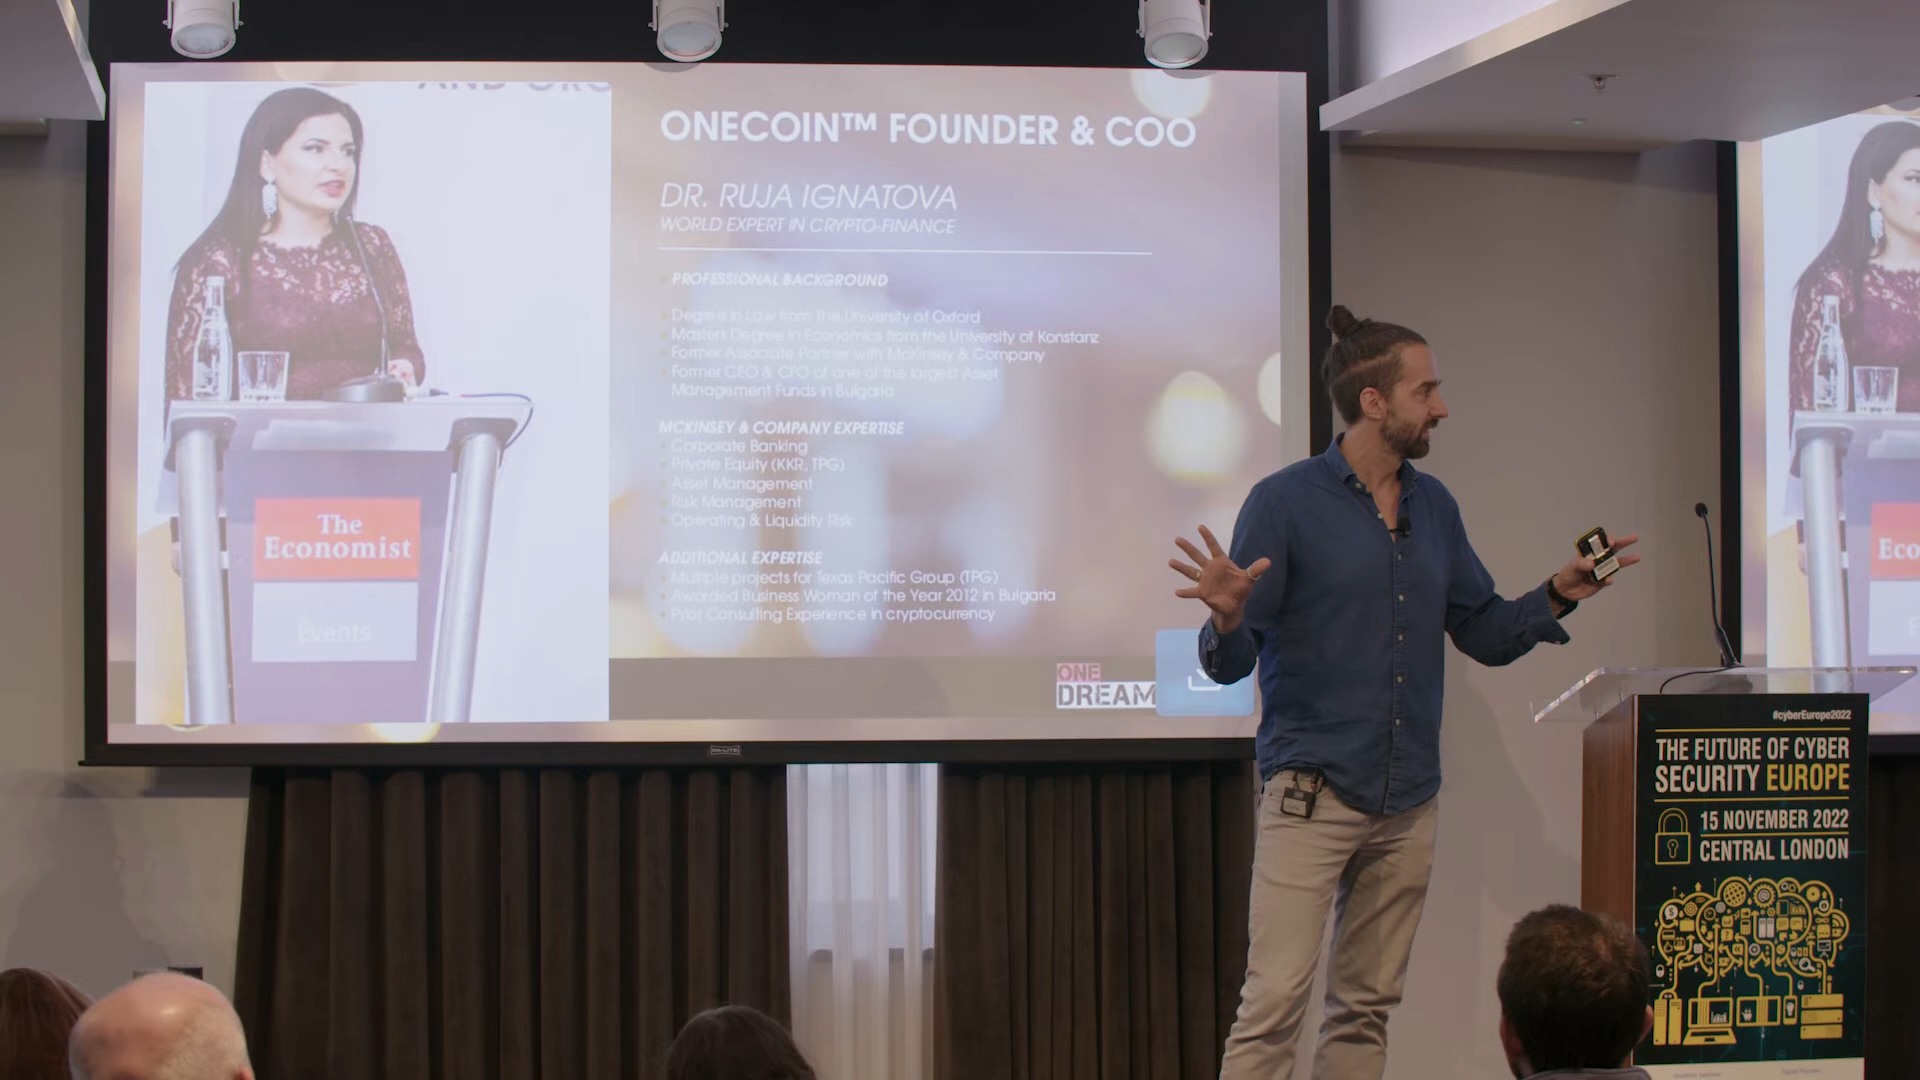 ONECOIN™ FOUNDER & COO
DR. RUJA IGNATOVA
WORLD EXPERT IN CRYPTO-FINANCE
PROFESSIONAL BACKGROUND
Degree in Law from The University of Oxford
Masters Degree in Economics from the University of Konstanz
Former Associate Partner with McKinsey & Company
Former CEO & CFO of one of the largest Asset
Management Funds in Bulgaria
MCKINSEY & COMPANY EXPERTISE
Corporate Banking
Private Equity (KKR, TPG)
Asset Management
Risk Management
Operating & Liquidity Risk
ADDITIONAL EXPERTISE
Multiple projects for Texas Pacific Group (TPG)
Awarded Business Woman of the Year 2012 in Bulgaria
Prior Consulting Experience in cryptocurrency
The
Economist
Events
ONE
DREAM
DA-LITE
Eco
#cyberEurope2022
THE FUTURE OF CYBER
SECURITY EUROPE
15 NOVEMBER 2022
CENTRAL LONDON